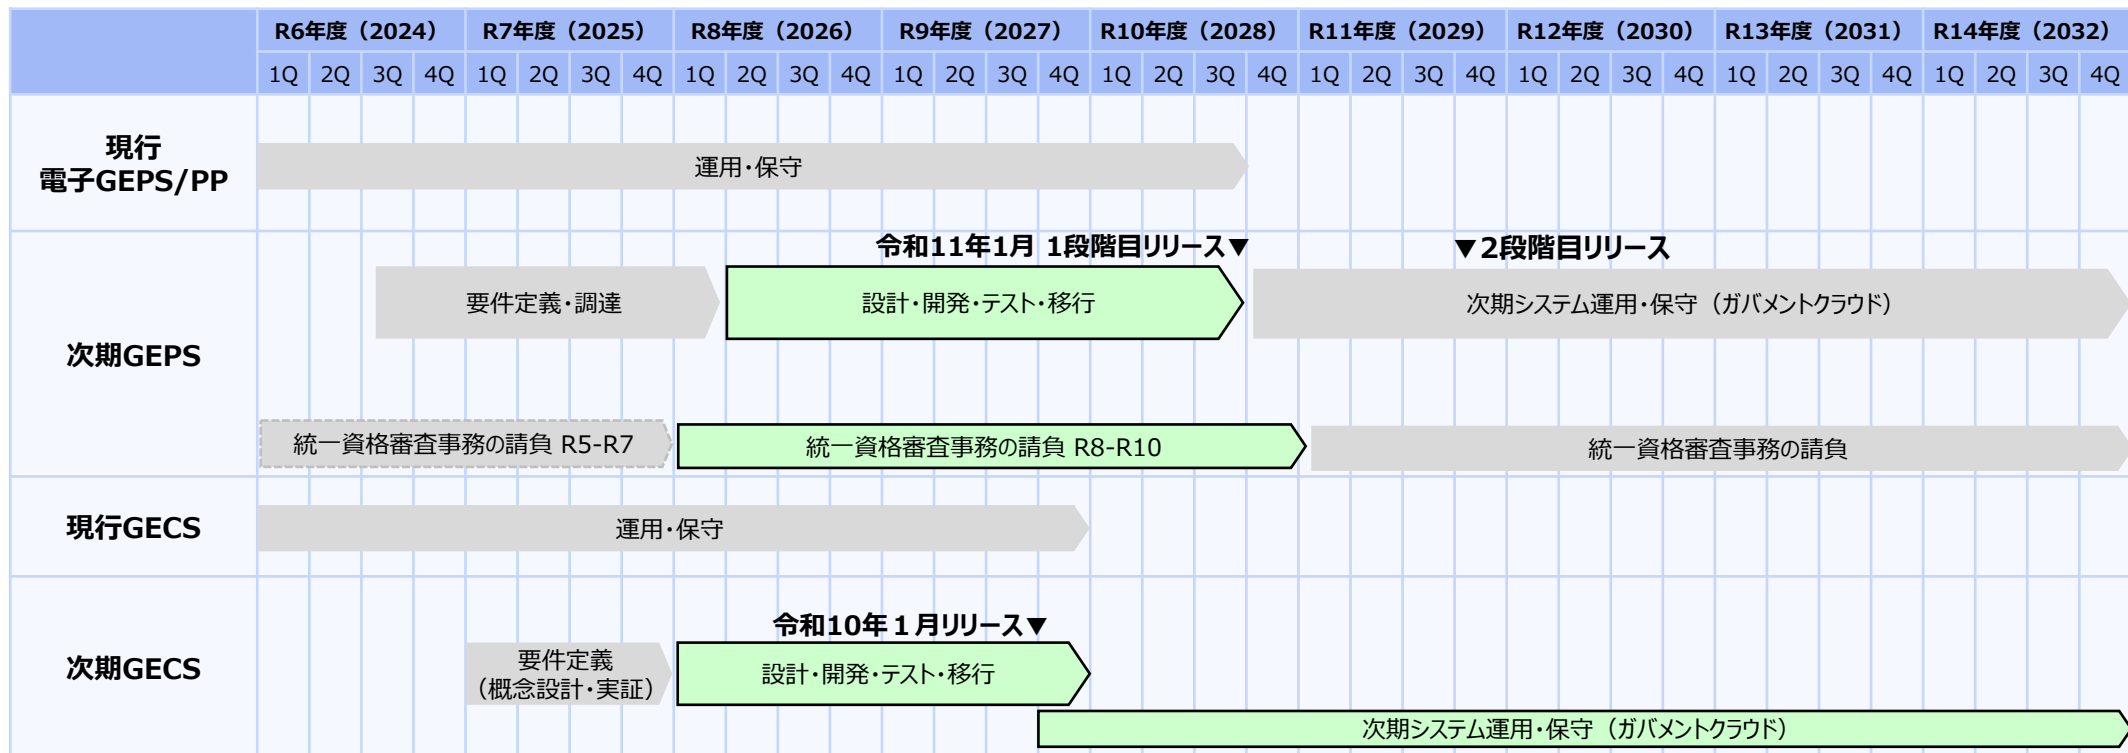 R6年度（2024） R7年度（2025） R8年度（2026） R9年度（2027） R10年度（2028） R11年度（2029） R12年度（2030） R13年度（2031） R14年度（2032）
1Q 2Q 3Q 4Q 1Q 2Q 3Q 4Q 1Q 2Q 3Q 4Q 1Q 2Q 3Q 4Q 1Q 2Q 3Q 4Q 1Q 2Q 3Q 4Q 1Q 2Q 3Q 4Q 1Q 2Q 3Q 4Q 1Q 2Q 3Q 4Q
現行
電子GEPS/PP
運用・保守
令和11年1月 1段階目リリース▼
▼2段階目リリース
次期GEPS
要件定義・調達
設計・開発・テスト・移行
次期システム運用・保守（ガバメントクラウド）
統一資格審査事務の請負 R5-R7
統一資格審査事務の請負 R8-R10
統一資格審査事務の請負
現行GECS
運用・保守
令和10年１月リリース▼
次期GECS
要件定義
（概念設計・実証）
設計・開発・テスト・移行
次期システム運用・保守（ガバメントクラウド）